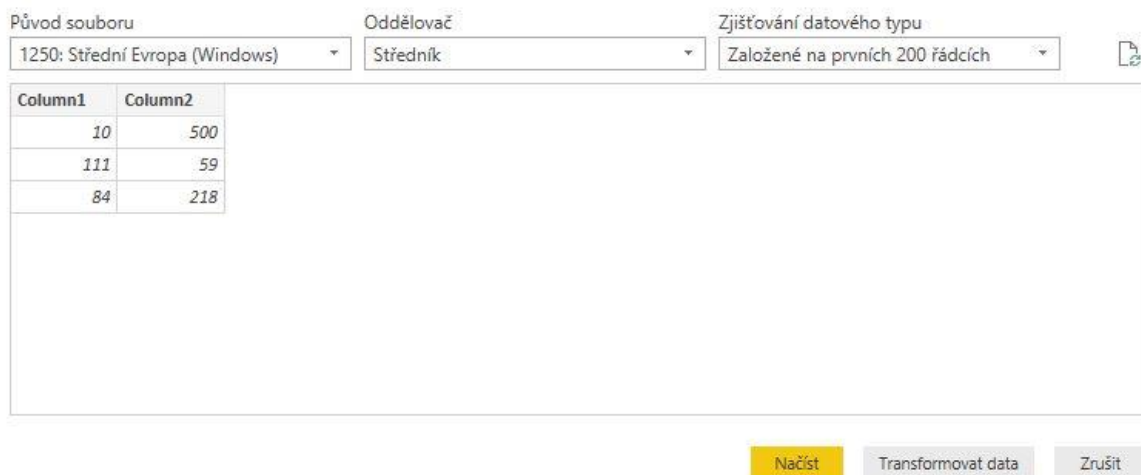 Původ souboru Oddělovač Zjišťování datového typu
1250: Střední Evropa (Windows) Středník Založené na prvních 200 řádcích
Column1 Column2
10 500
111 59
84 218
Načíst Transformovat data Zrušit